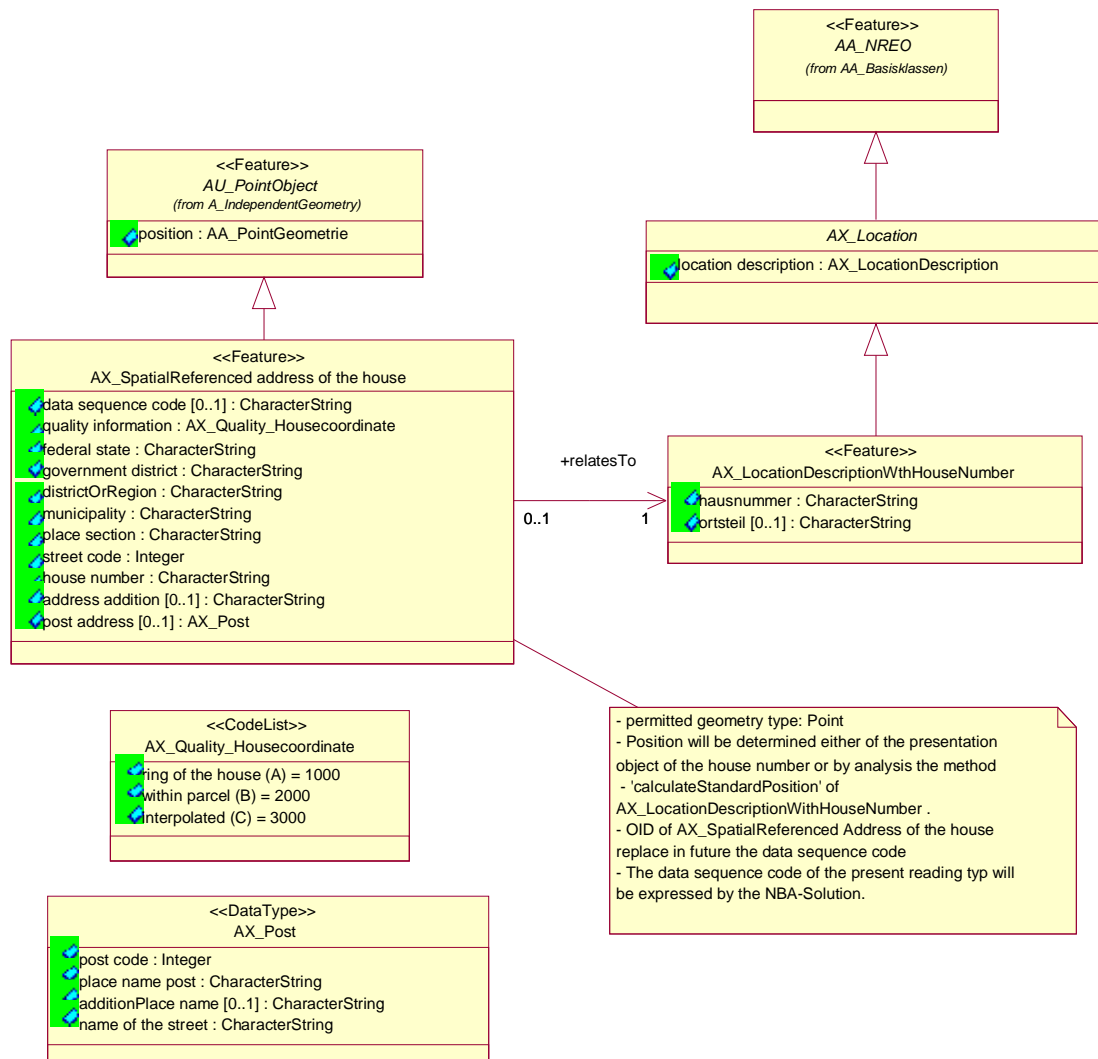 <<Feature>>
AA_NREO
(from AA_Basisklassen)
<<Feature>>
AU_PointObject
(from A_IndependentGeometry)
position : AA_PointGeometrie
AX_Location
location description : AX_LocationDescription
<<Feature>>
AX_SpatialReferenced address of the house
data sequence code [0..1] : CharacterString
quality information : AX_Quality_Housecoordinate
federal state : CharacterString
government district : CharacterString
districtOrRegion : CharacterString
municipality : CharacterString
place section : CharacterString
street code : Integer
house number : CharacterString
address addition [0..1] : CharacterString
post address [0..1] : AX_Post
+relatesTo
0..1
1
<<Feature>>
AX_LocationDescriptionWthHouseNumber
hausnummer : CharacterString
ortsteil [0..1] : CharacterString
<<CodeList>>
AX_Quality_Housecoordinate
ring of the house (A) = 1000
within parcel (B) = 2000
Interpolated (C) = 3000
- permitted geometry type: Point
- Position will be determined either of the presentation
object of the house number or by analysis the method
- 'calculateStandardPosition' of
AX_LocationDescriptionWithHouseNumber .
- OID of AX_SpatialReferenced Address of the house
replace in future the data sequence code
- The data sequence code of the present reading typ will
be expressed by the NBA-Solution.
<<DataType>>
AX_Post
post code : Integer
place name post : CharacterString
additionPlace name [0..1] : CharacterString
name of the street : CharacterString